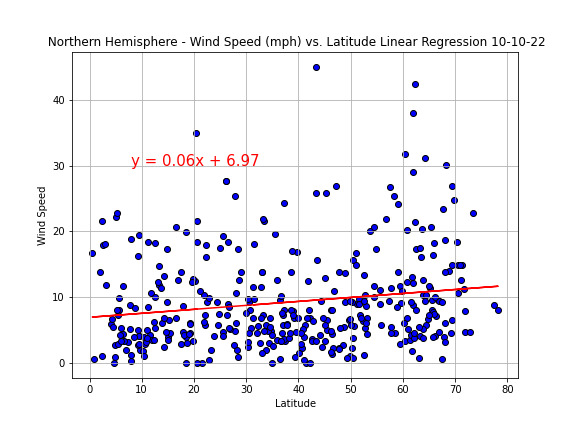 Northern Hemisphere - Wind Speed (mph) vs. Latitude Linear Regression 10-10-22
40
y = 0.06x + 6.97
30
Wind Speed
20
10
0
0 10 20 30 40 50 60 70 80
Latitude